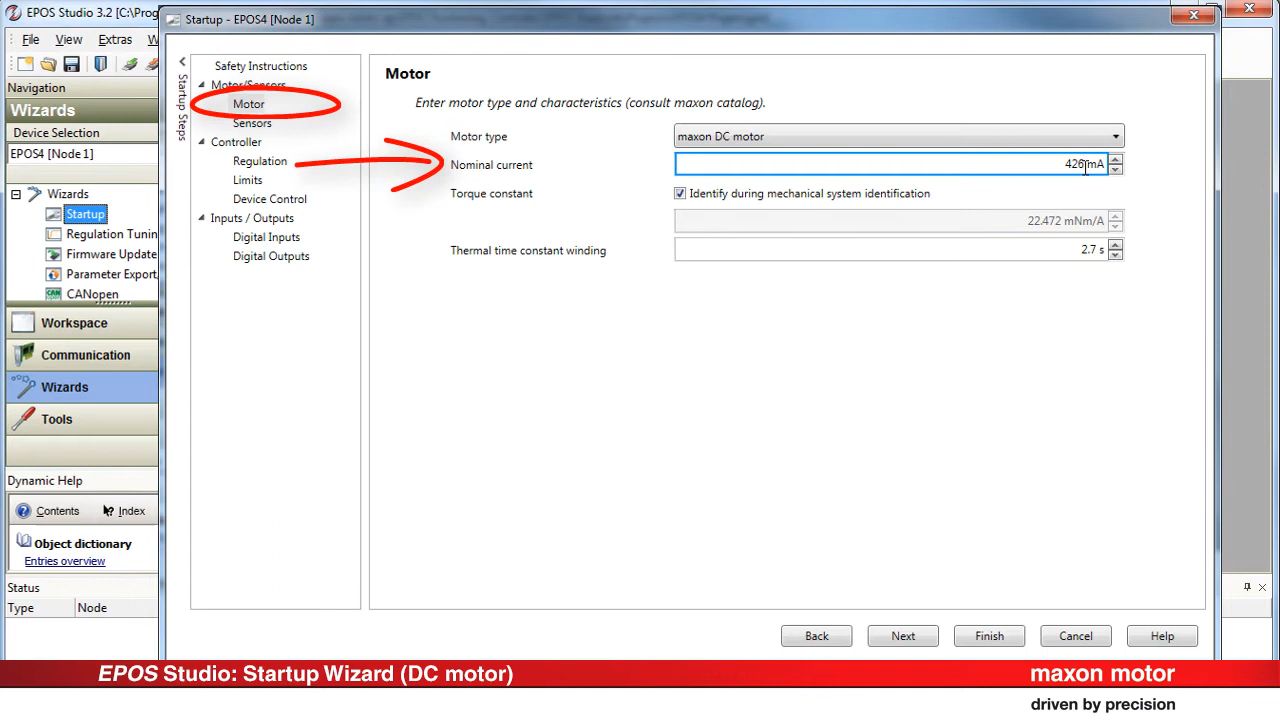 EPOS Studio 3.2 [C:\Prog
Startup - EPOS4 [Node 1]
File View Extras W
Navigation
Wizards
Device Selection
EPOS4 [Node 1]
Wizards
Startup
Regulation Tunin
Firmware Update
Parameter Export,
CANopen
Workspace
Communication
Wizards
Tools
Dynamic Help
Contents Index
Object dictionary
Entries overview
Status
Type Node
Startup Steps
Safety Instructions
Motor/Sensors
Motor
Sensors
Controller
Regulation
Limits
Device Control
Inputs / Outputs
Digital Inputs
Digital Outputs
Motor
Enter motor type and characteristics (consult maxon catalog).
Motor type maxon DC motor
Nominal current 426 mA
Torque constant Identify during mechanical system identification
22.472 mNm/A
Thermal time constant winding 2.7 s
Back Next Finish Cancel Help
EPOS Studio: Startup Wizard (DC motor)
maxon motor
driven by precision